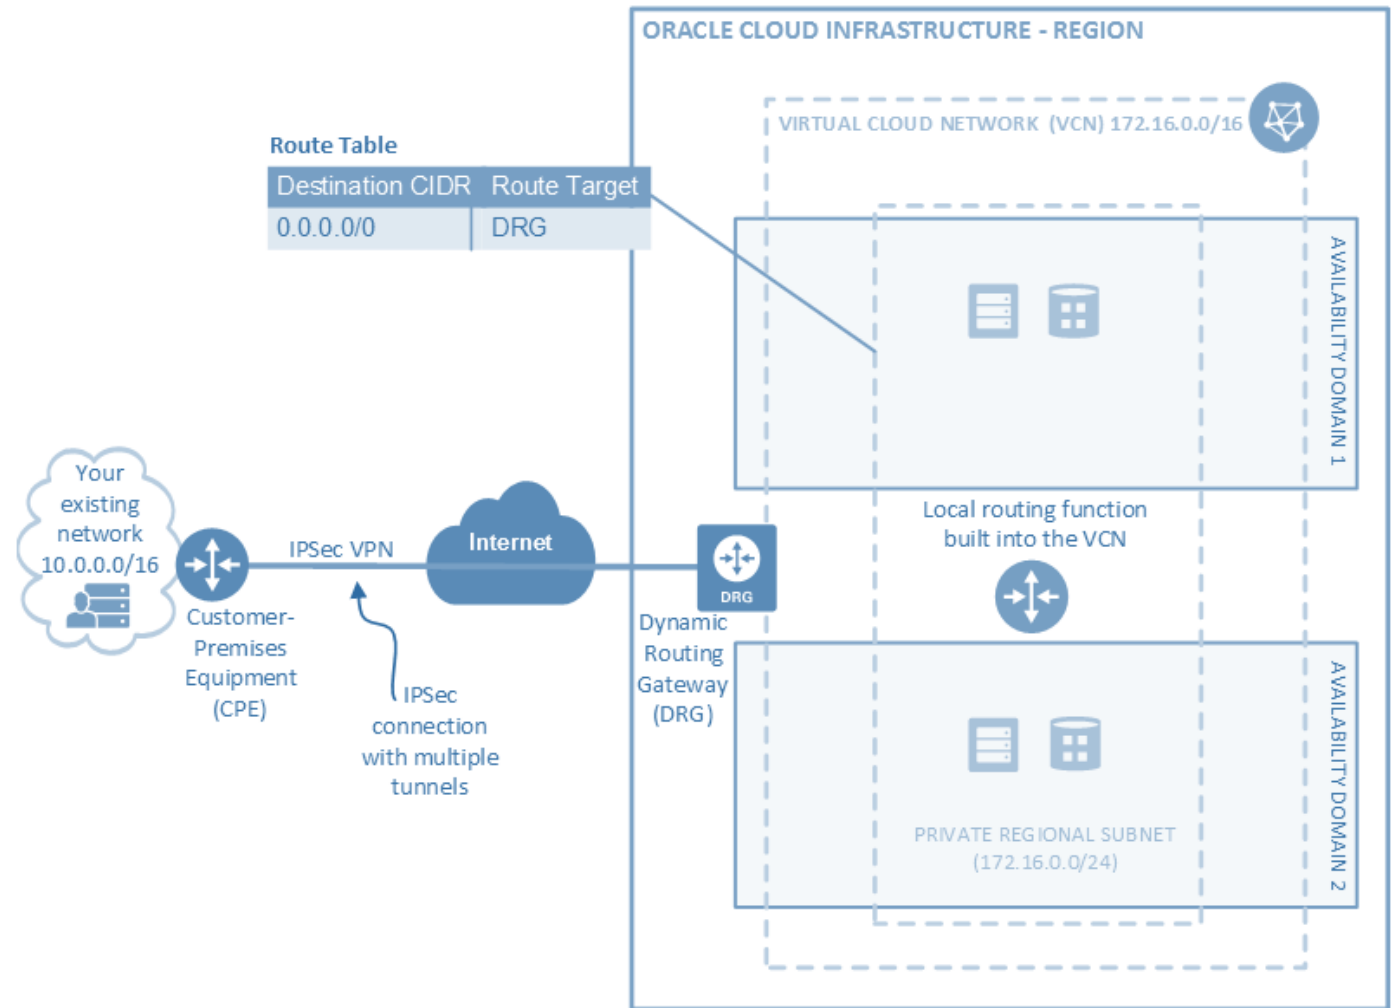 ORACLE CLOUD INFRASTRUCTURE - REGION
VIRTUAL CLOUD NETWORK (VCN) 172.16.0.0/16
Route Table
Destination CIDR Route Target
0.0.0.0/0 DRG
AVAILABILITY DOMAIN 1
Your
existing
network
10.0.0.0/16
Customer-
Premises
Equipment
(CPE)
IPSec VPN
IPSec
connection
with multiple
tunnels
Internet
DRG
Dynamic
Routing
Gateway
(DRG)
Local routing function
built into the VCN
PRIVATE REGIONAL SUBNET
(172.16.0.0/24)
AVAILABILITY DOMAIN 2